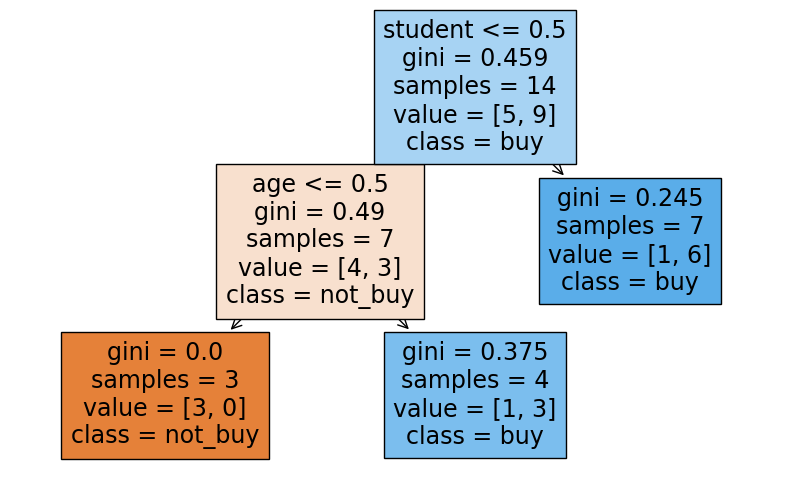 student <= 0.5
gini = 0.459
samples = 14
value = [5, 9]
class = buy
age <= 0.5
gini = 0.49
samples = 7
value = [4, 3]
class = not_buy
gini = 0.245
samples = 7
value = [1, 6]
class = buy
gini = 0.0
samples = 3
value = [3, 0]
class = not_buy
gini = 0.375
samples = 4
value = [1, 3]
class = buy